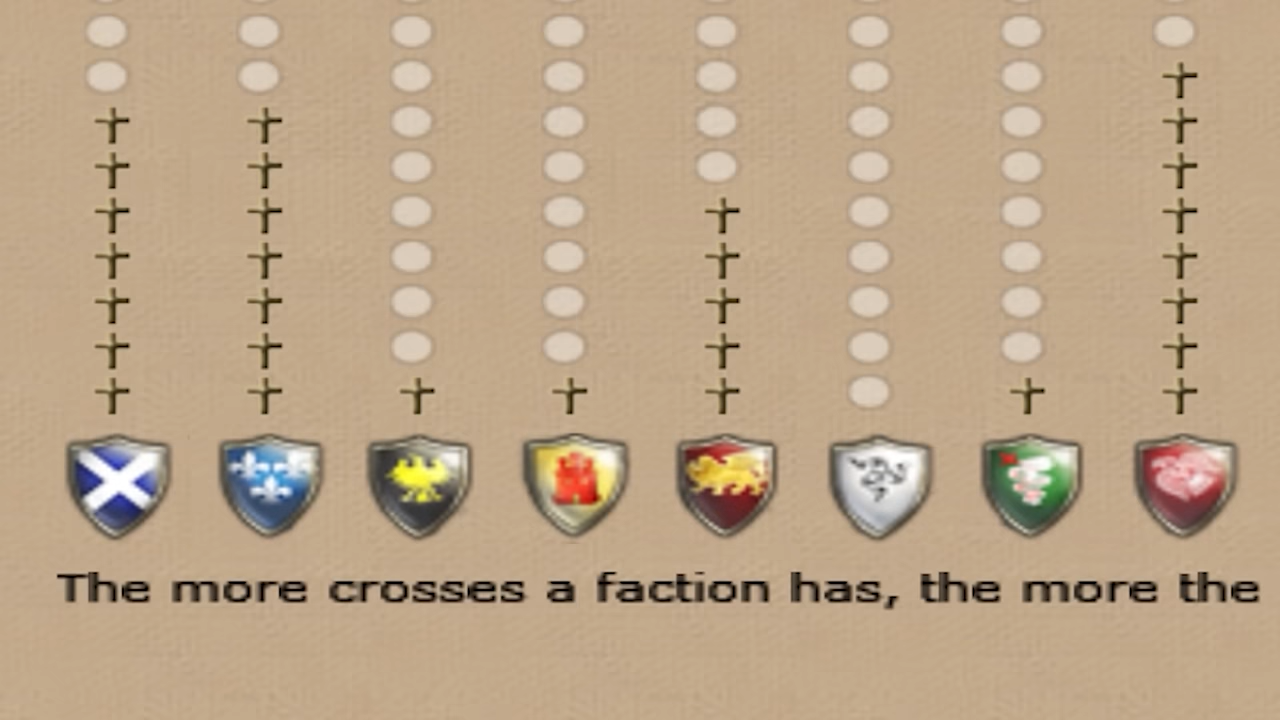 The more crosses a faction has, the more the